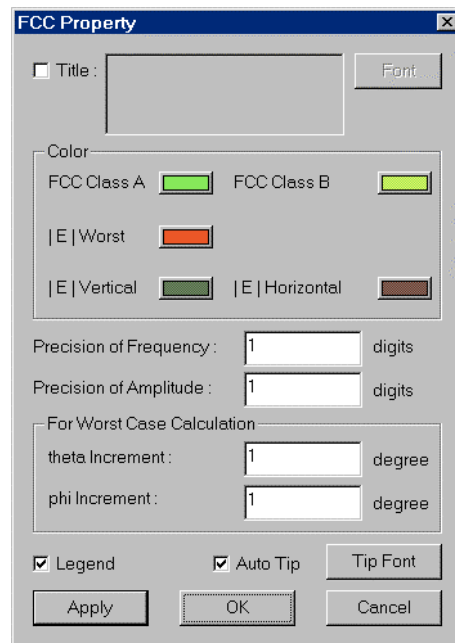 FCC Property
Title :
Font
Color
FCC Class A
FCC Class B
| E | Worst
| E | Vertical
| E | Horizontal
Precision of Frequency : 1 digits
Precision of Amplitude : 1 digits
For Worst Case Calculation
theta Increment : 1 degree
phi Increment : 1 degree
Legend
Auto Tip
Tip Font
Apply
OK
Cancel